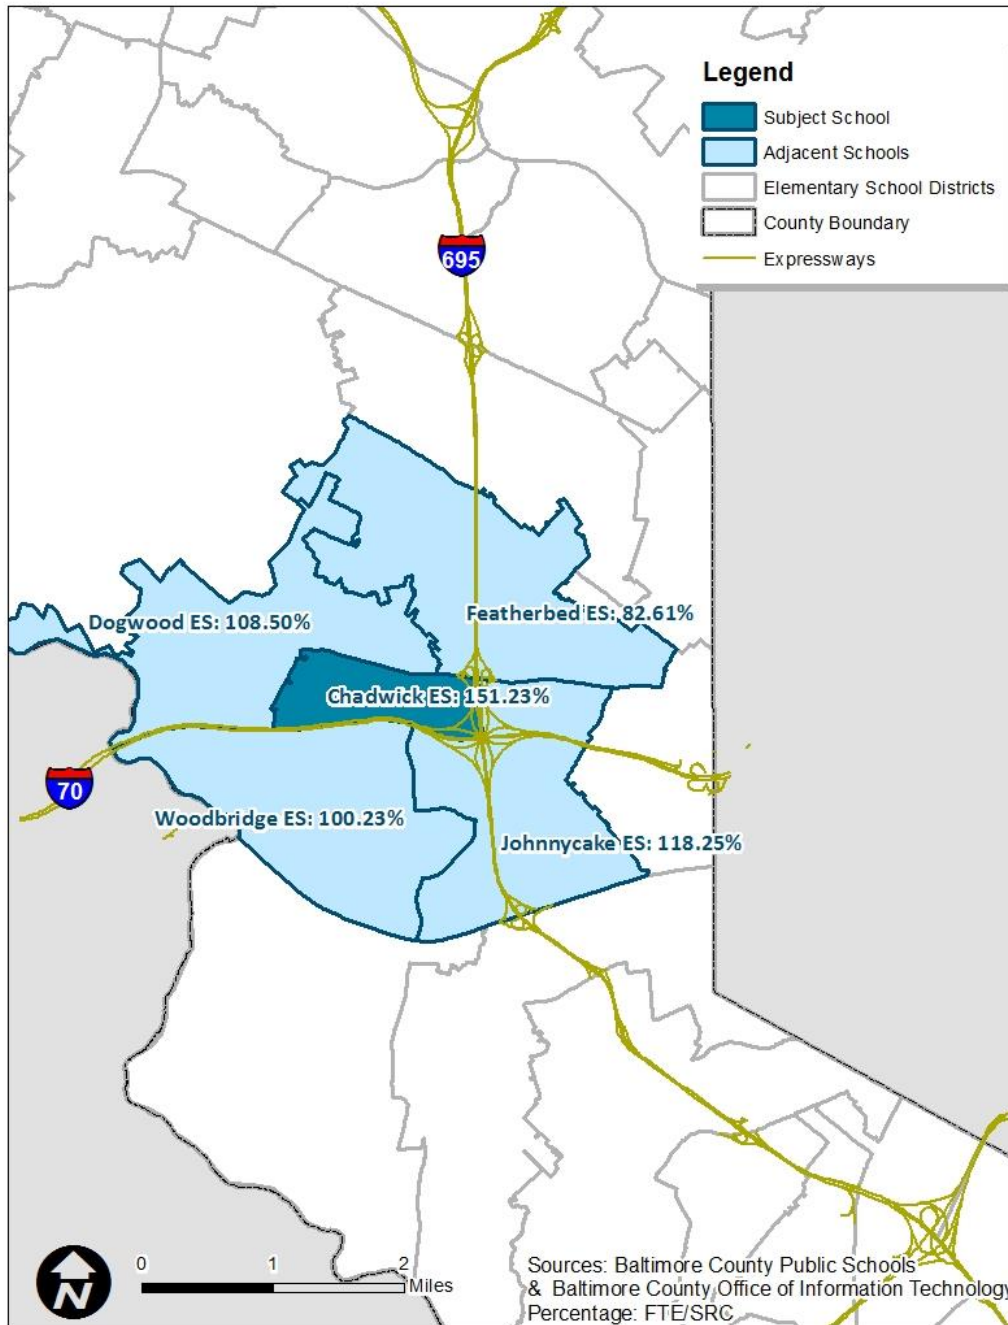 Legend
Subject School
Adjacent Schools
Elementary School Districts
County Boundary
Expressways
695
Dogwood ES: 108.50%
Featherbed ES: 82.61%
Chadwick ES: 151.23%
70
Woodbridge ES: 100.23%
Johnnycake ES: 118.25%
N
0 1 2
Miles
Sources: Baltimore County Public Schools
& Baltimore County Office of Information Technology
Percentage: FTE/SRC